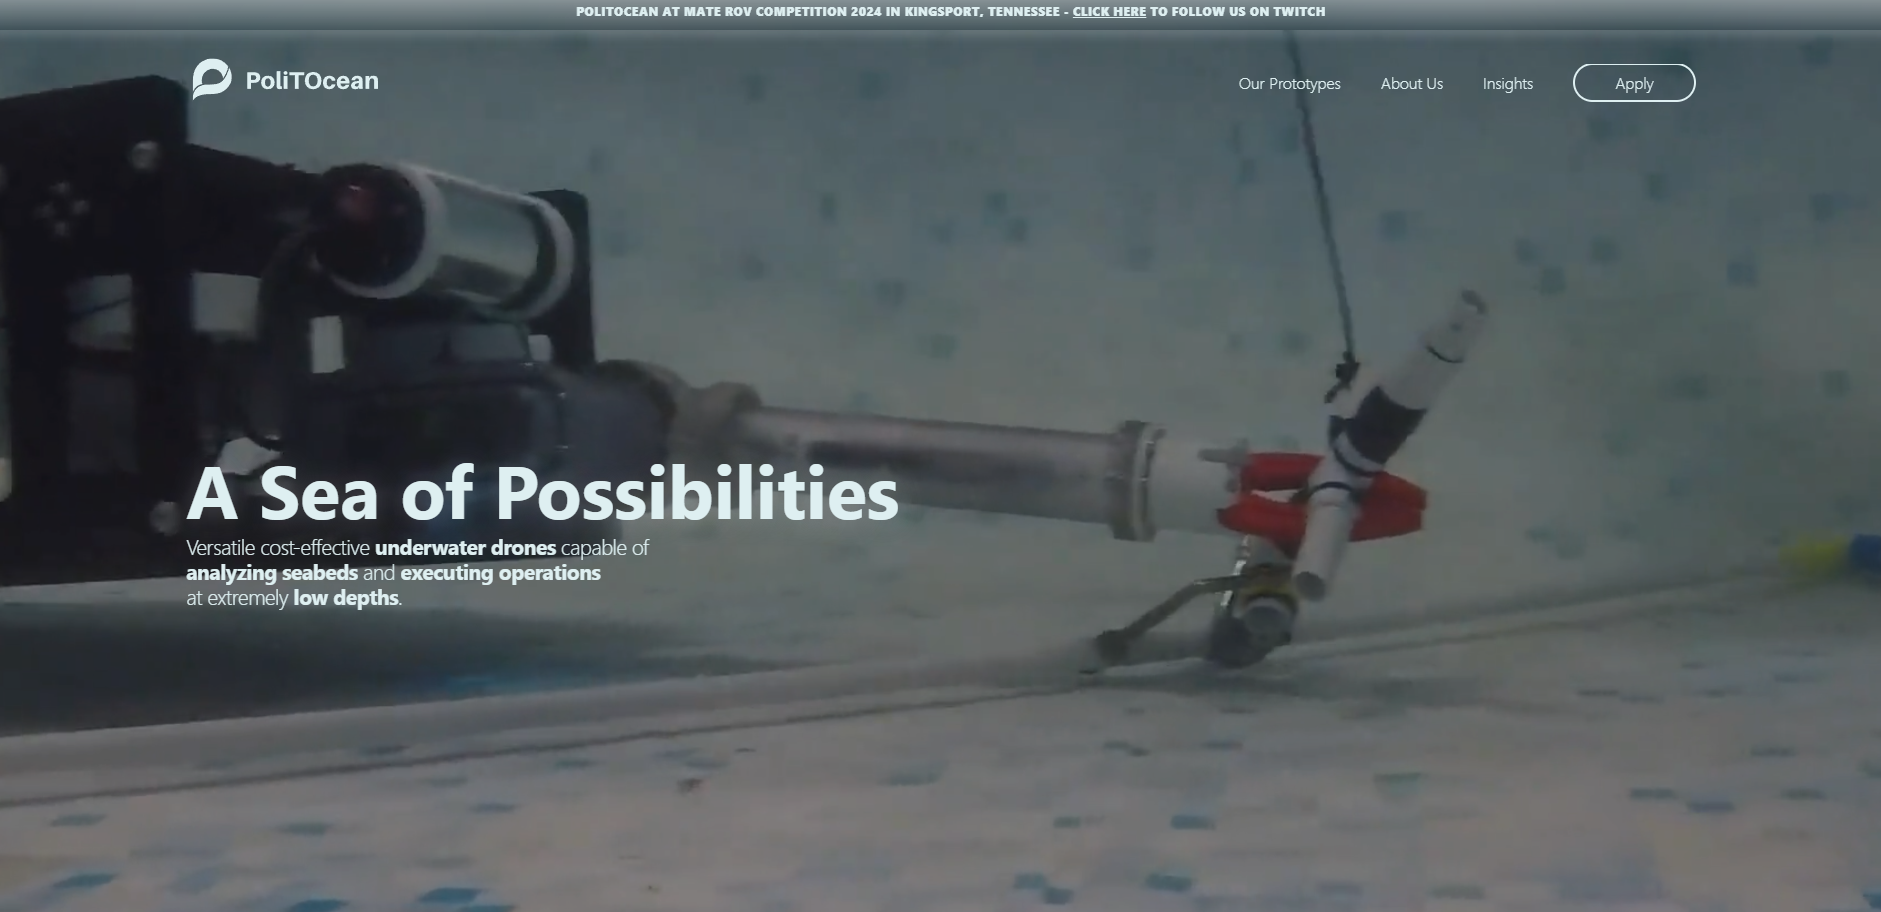 POLITOCEAN AT MATE ROV COMPETITION 2024 IN KINGSPORT, TENNESSEE - CLICK HERE TO FOLLOW US ON TWITCH
PoliTOcean
Our Prototypes
About Us
Insights
Apply
A Sea of Possibilities
Versatile cost-effective underwater drones capable of
analyzing seabeds and executing operations
at extremely low depths.